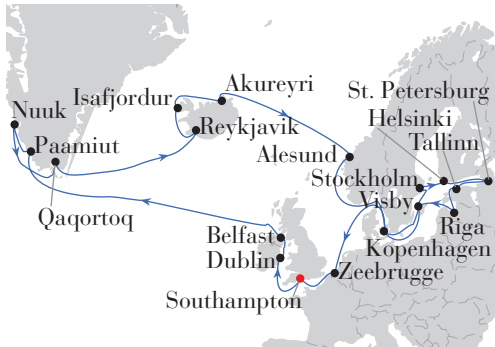 St. Petersburg
Akureyri
Isafjordur
Helsinki
Nuuk
Reykjavik
Tallinn
Paamiut
Alesund
Stockholm
Visby
Qaqortoq
Riga
Belfast
Kopenhagen
Dublin
Zeebrugge
Southampton